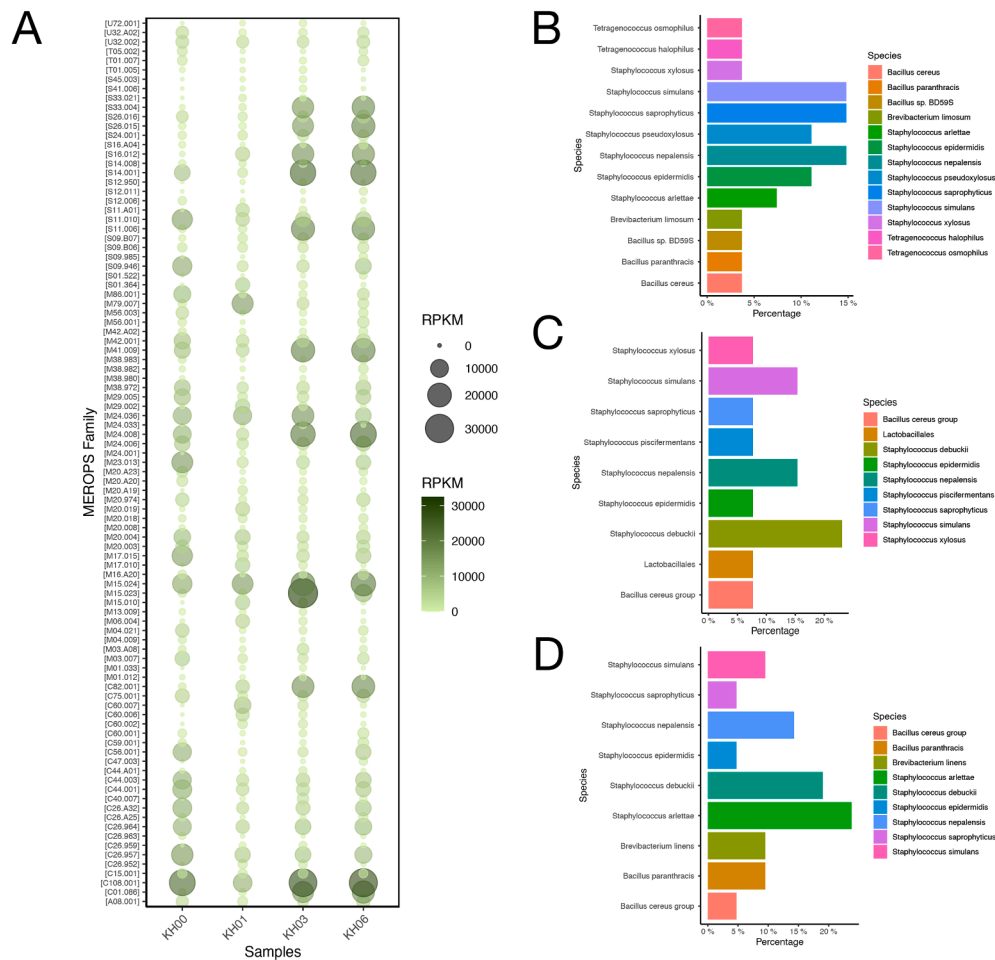 A
[U72.001]
[U32.A02]
[U32.002]
[T05.002]
[T01.007]
[T01.005]
[S45.003]
[S41.006]
[S33.021]
[S33.004]
[S26.016]
[S26.015]
[S24.001]
[S16.A04]
[S16.012]
[S14.008]
[S14.001]
[S12.950]
[S12.011]
[S12.006]
[S11.A01]
[S11.010]
[S11.006]
[S09.B07]
[S09.B06]
[S09.985]
[S09.946]
[S01.522]
[S01.364]
[M86.001]
[M79.007]
[M56.003]
[M56.001]
[M42.A02]
[M42.001]
[M41.009]
[M38.983]
[M38.982]
[M38.980]
[M38.972]
[M29.005]
[M29.002]
[M24.036]
[M24.033]
[M24.008]
[M24.006]
[M24.001]
[M23.013]
[M20.A23]
[M20.A20]
[M20.A19]
[M20.974]
[M20.019]
[M20.018]
[M20.008]
[M20.004]
[M20.003]
[M17.015]
[M17.010]
[M16.A20]
[M15.024]
[M15.023]
[M15.010]
[M13.009]
[M06.004]
[M04.021]
[M04.009]
[M03.A08]
[M03.007]
[M01.033]
[M01.012]
[C82.001]
[C75.001]
[C60.007]
[C60.006]
[C60.002]
[C60.001]
[C59.001]
[C56.001]
[C47.003]
[C44.A01]
[C44.003]
[C44.001]
[C40.007]
[C26.A32]
[C26.A25]
[C26.964]
[C26.963]
[C26.959]
[C26.957]
[C26.952]
[C15.001]
[C108.001]
[C01.086]
[A08.001]
MEROPS Family
KH00
KH01
KH03
KH06
Samples
RPKM
0
10000
20000
30000
RPKM
30000
20000
10000
0
B
Tetragenococcus osmophilus
Tetragenococcus halophilus
Staphylococcus xylosus
Staphylococcus simulans
Staphylococcus saprophyticus
Staphylococcus pseudoxylosus
Staphylococcus nepalensis
Staphylococcus epidermidis
Staphylococcus arlettae
Brevibacterium limosum
Bacillus sp. BD59S
Bacillus paranthracis
Bacillus cereus
Species
0 %
5 %
10 %
15 %
Percentage
Species
Bacillus cereus
Bacillus paranthracis
Bacillus sp. BD59S
Brevibacterium limosum
Staphylococcus arlettae
Staphylococcus epidermidis
Staphylococcus nepalensis
Staphylococcus pseudoxylosus
Staphylococcus saprophyticus
Staphylococcus simulans
Staphylococcus xylosus
Tetragenococcus halophilus
Tetragenococcus osmophilus
C
Staphylococcus xylosus
Staphylococcus simulans
Staphylococcus saprophyticus
Staphylococcus piscifermentans
Staphylococcus nepalensis
Staphylococcus epidermidis
Staphylococcus debuckii
Lactobacillales
Bacillus cereus group
Species
0 %
5 %
10 %
15 %
20 %
Percentage
Species
Bacillus cereus group
Lactobacillales
Staphylococcus debuckii
Staphylococcus epidermidis
Staphylococcus nepalensis
Staphylococcus piscifermentans
Staphylococcus saprophyticus
Staphylococcus simulans
Staphylococcus xylosus
D
Staphylococcus simulans
Staphylococcus saprophyticus
Staphylococcus nepalensis
Staphylococcus epidermidis
Staphylococcus debuckii
Staphylococcus arlettae
Brevibacterium linens
Bacillus paranthracis
Bacillus cereus group
Species
0 %
5 %
10 %
15 %
20 %
Percentage
Species
Bacillus cereus group
Bacillus paranthracis
Brevibacterium linens
Staphylococcus arlettae
Staphylococcus debuckii
Staphylococcus epidermidis
Staphylococcus nepalensis
Staphylococcus saprophyticus
Staphylococcus simulans